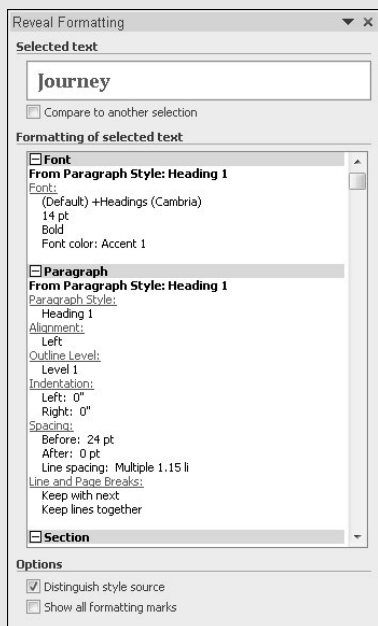 Reveal Formatting
Selected text
Journey
Compare to another selection
Formatting of selected text
Font
From Paragraph Style: Heading 1
Font:
(Default) +Headings (Cambria)
14 pt
Bold
Font color: Accent 1
Paragraph
From Paragraph Style: Heading 1
Paragraph Style:
Heading 1
Alignment:
Left
Outline Level:
Level 1
Indentation:
Left: 0"
Right: 0"
Spacing:
Before: 24 pt
After: 0 pt
Line spacing: Multiple 1.15 li
Line and Page Breaks:
Keep with next
Keep lines together
Section
Options
Distinguish style source
Show all formatting marks